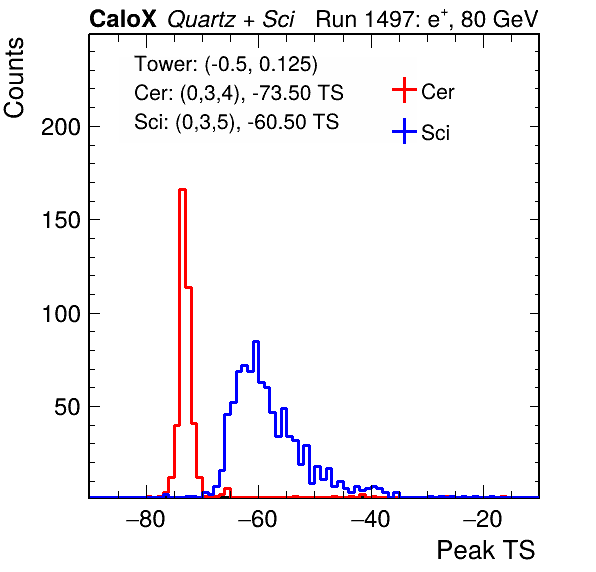 CaloX Quartz + Sci Run 1497: e+, 80 GeV
Counts
Tower: (-0.5, 0.125)
Cer: (0,3,4), -73.50 TS
Sci: (0,3,5), -60.50 TS
Cer
Sci
200
150
100
50
−80 −60 −40 −20
Peak TS